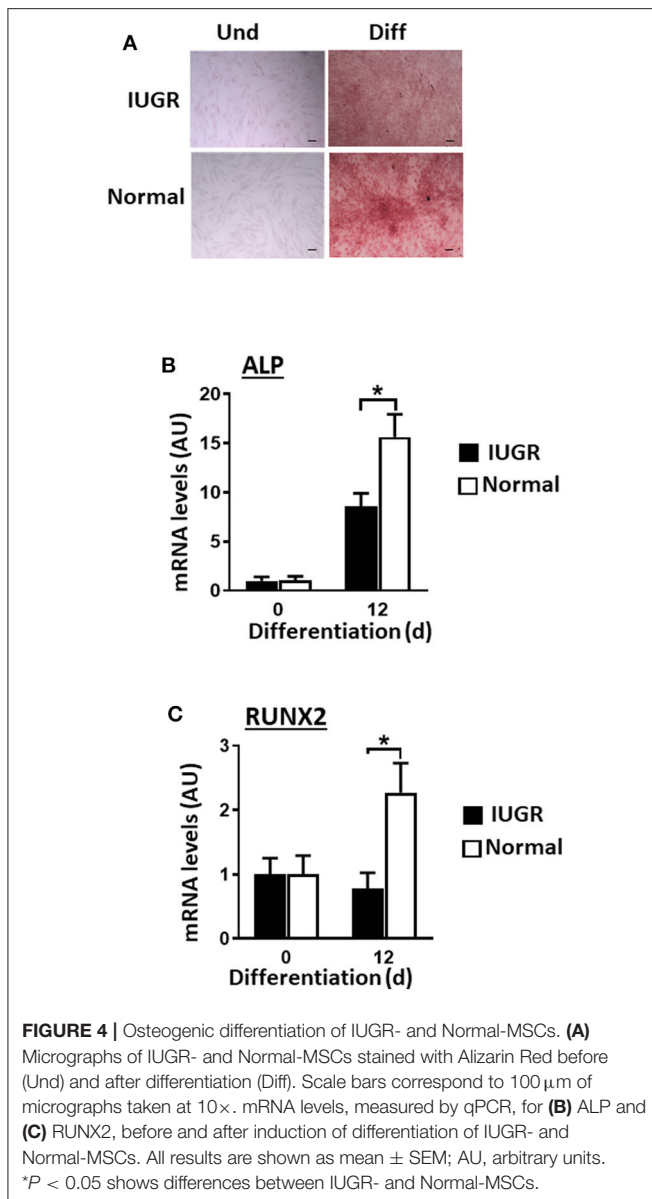 Und Diff
A
IUGR
Normal
B ALP
20
15
10
5
0
mRNA levels (AU)
*
IUGR
Normal
0 12
Differentiation (d)
C RUNX2
3
2
1
0
mRNA levels (AU)
*
IUGR
Normal
0 12
Differentiation (d)
FIGURE 4 | Osteogenic differentiation of IUGR- and Normal-MSCs. (A)
Micrographs of IUGR- and Normal-MSCs stained with Alizarin Red before
(Und) and after differentiation (Diff). Scale bars correspond to 100 μm of
micrographs taken at 10×. mRNA levels, measured by qPCR, for (B) ALP and
(C) RUNX2, before and after induction of differentiation of IUGR- and
Normal-MSCs. All results are shown as mean ± SEM; AU, arbitrary units.
*P < 0.05 shows differences between IUGR- and Normal-MSCs.